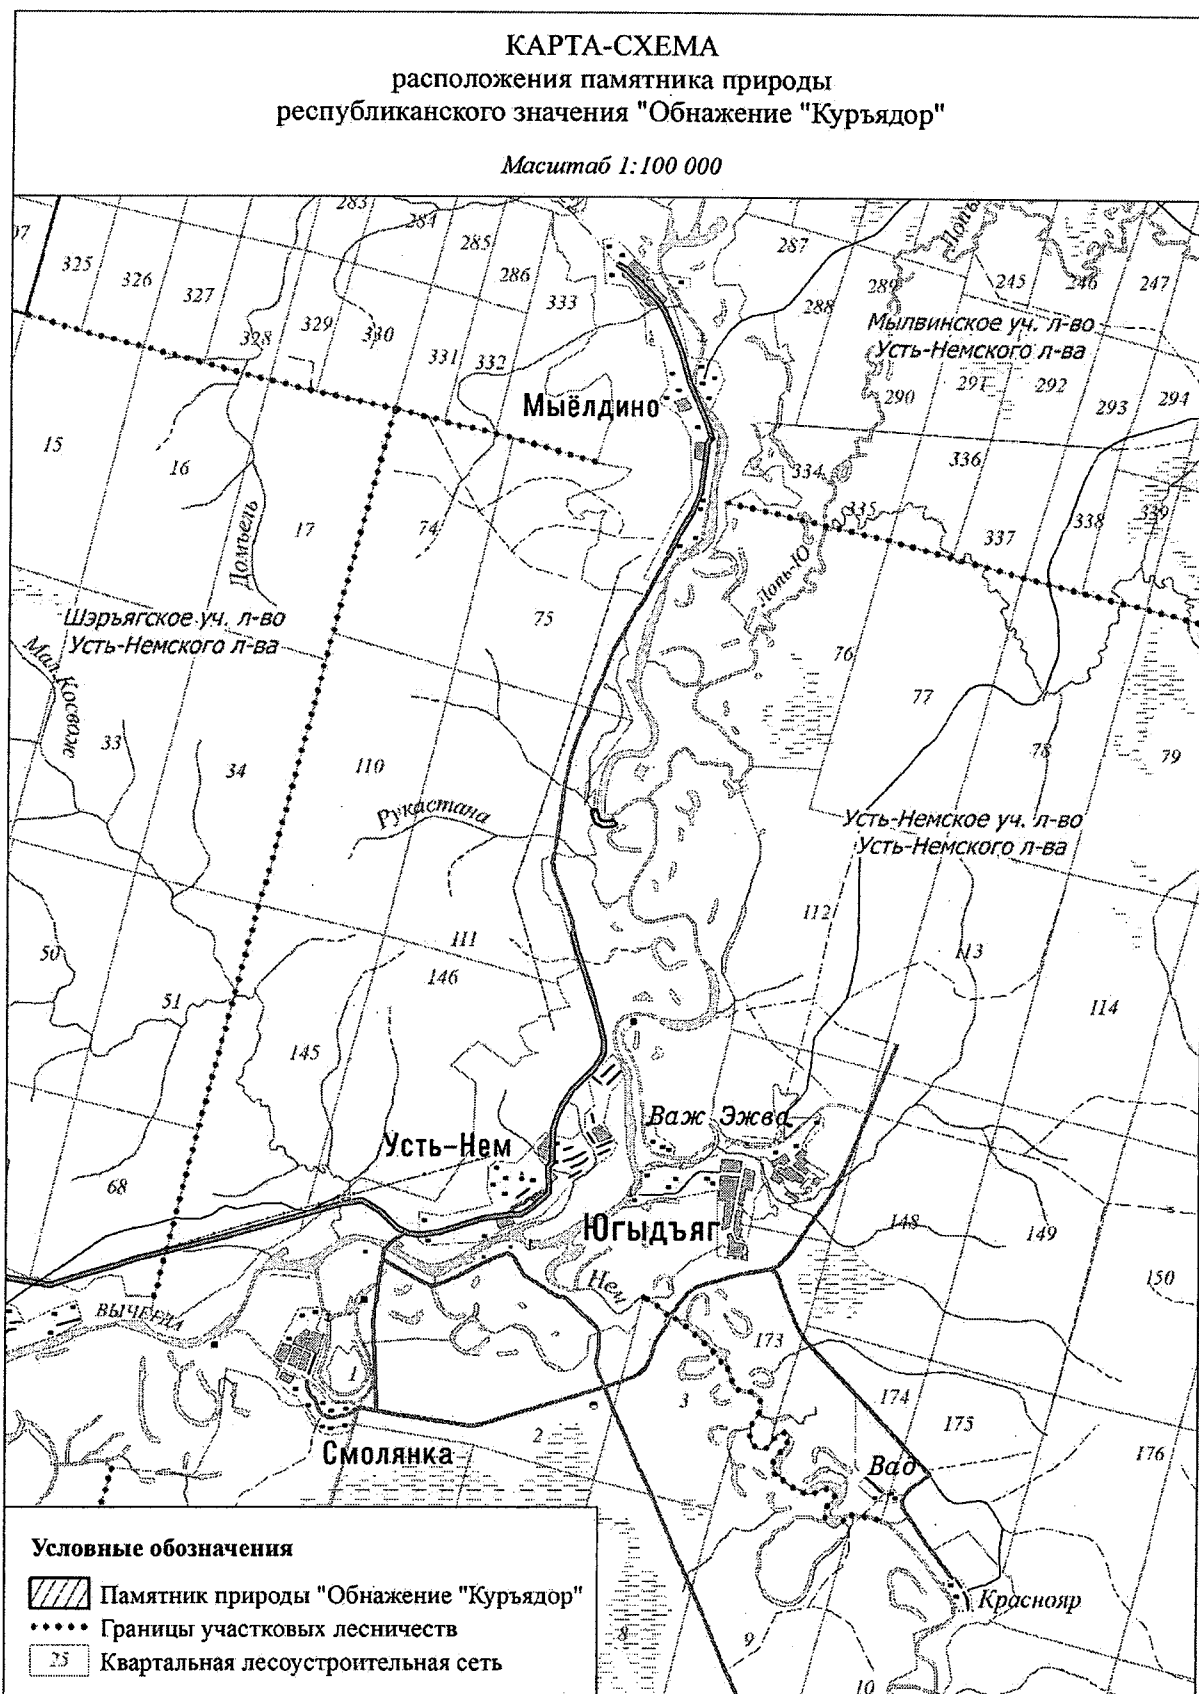 КАРТА-СХЕМА
расположения памятника природы
республиканского значения "Обнажение "Куръядор"
Масштаб 1:100 000
283
284
285
286
287
288
289
245
246
247
325
326
327
328
329
330
331
332
333
Мылвинское уч. л-во
Усть-Немского л-ва
290
291
292
293
294
Мыёлдино
15
16
17
74
334
335
336
337
338
339
Домъель
Лопь-Ю
Шэръягское уч. л-во
Усть-Немского л-ва
75
76
77
78
79
33
34
110
Рукастана
Усть-Немское уч. л-во
Усть-Немского л-ва
50
51
111
112
113
114
145
146
Важ Эжва
Усть-Нем
68
Югыдъяг
148
149
150
Нем
ВЫЧЕГДА
1
2
3
173
174
175
176
Смолянка
Вад
Краснояр
8
9
10
Условные обозначения
Памятник природы "Обнажение "Куръядор"
Границы участковых лесничеств
25 Квартальная лесоустроительная сеть